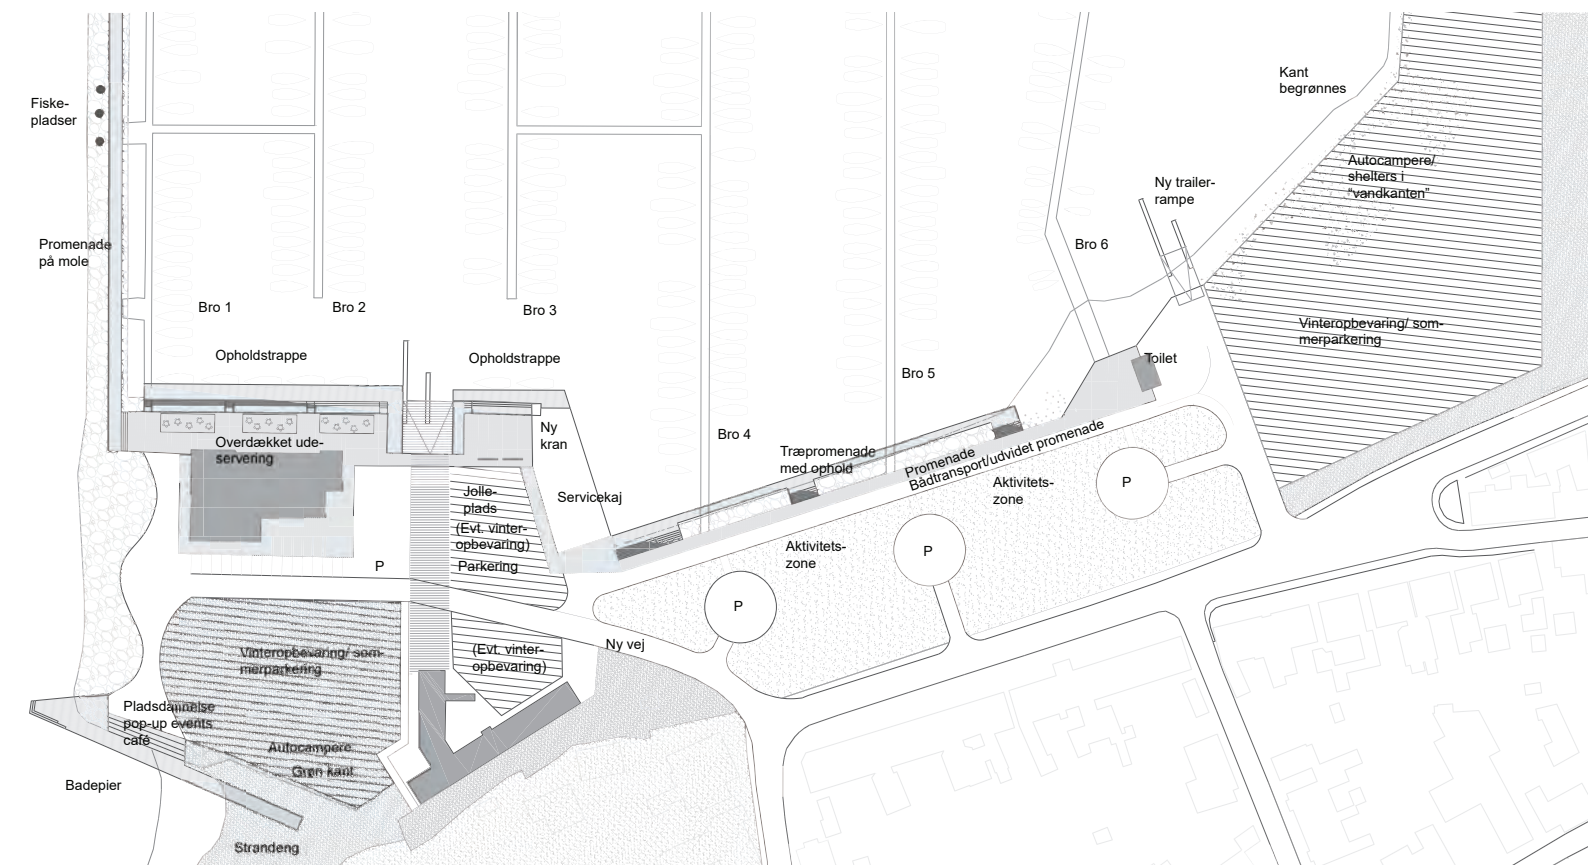 Fiske-
pladser
Promenade
på mole
Bro 1
Bro 2
Bro 3
Opholdstrappe
Opholdstrappe
Overdækket ude-
servering
Ny
kran
Bro 4
Jolle-
plads
(Evt. vinter-
opbevaring)
Parkering
P
Servicekaj
Træpromenade
med ophold
Bro 5
Promenade
Bådtransport/udvidet promenade
Aktivitets-
zone
Aktivitets-
zone
P
P
P
Bro 6
Ny trailer-
rampe
Toilet
Kant
begrønnes
Autocampere/
shelters i
“vandkanten”
Vinteropbevaring/ som-
merparkering
Ny vej
(Evt. vinter-
opbevaring)
Vinteropbevaring/ som-
merparkering
Pladsdannelse
pop-up events
café
Autocampere
Grøn kant
Badepier
Strandeng